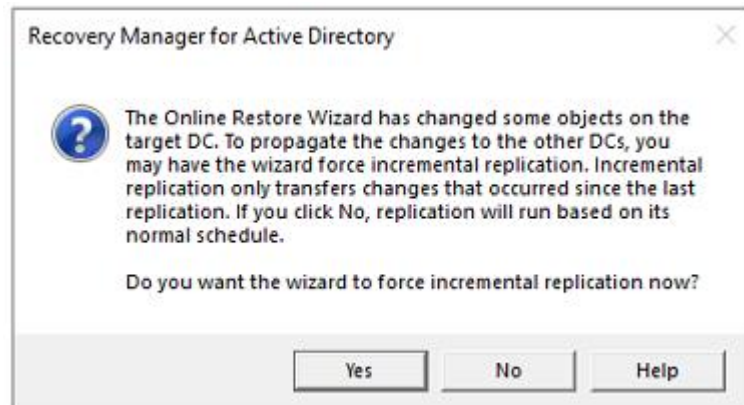 Recovery Manager for Active Directory
The Online Restore Wizard has changed some objects on the
target DC. To propagate the changes to the other DCs, you
may have the wizard force incremental replication. Incremental
replication only transfers changes that occurred since the last
replication. If you click No, replication will run based on its
normal schedule.
Do you want the wizard to force incremental replication now?
Yes No Help